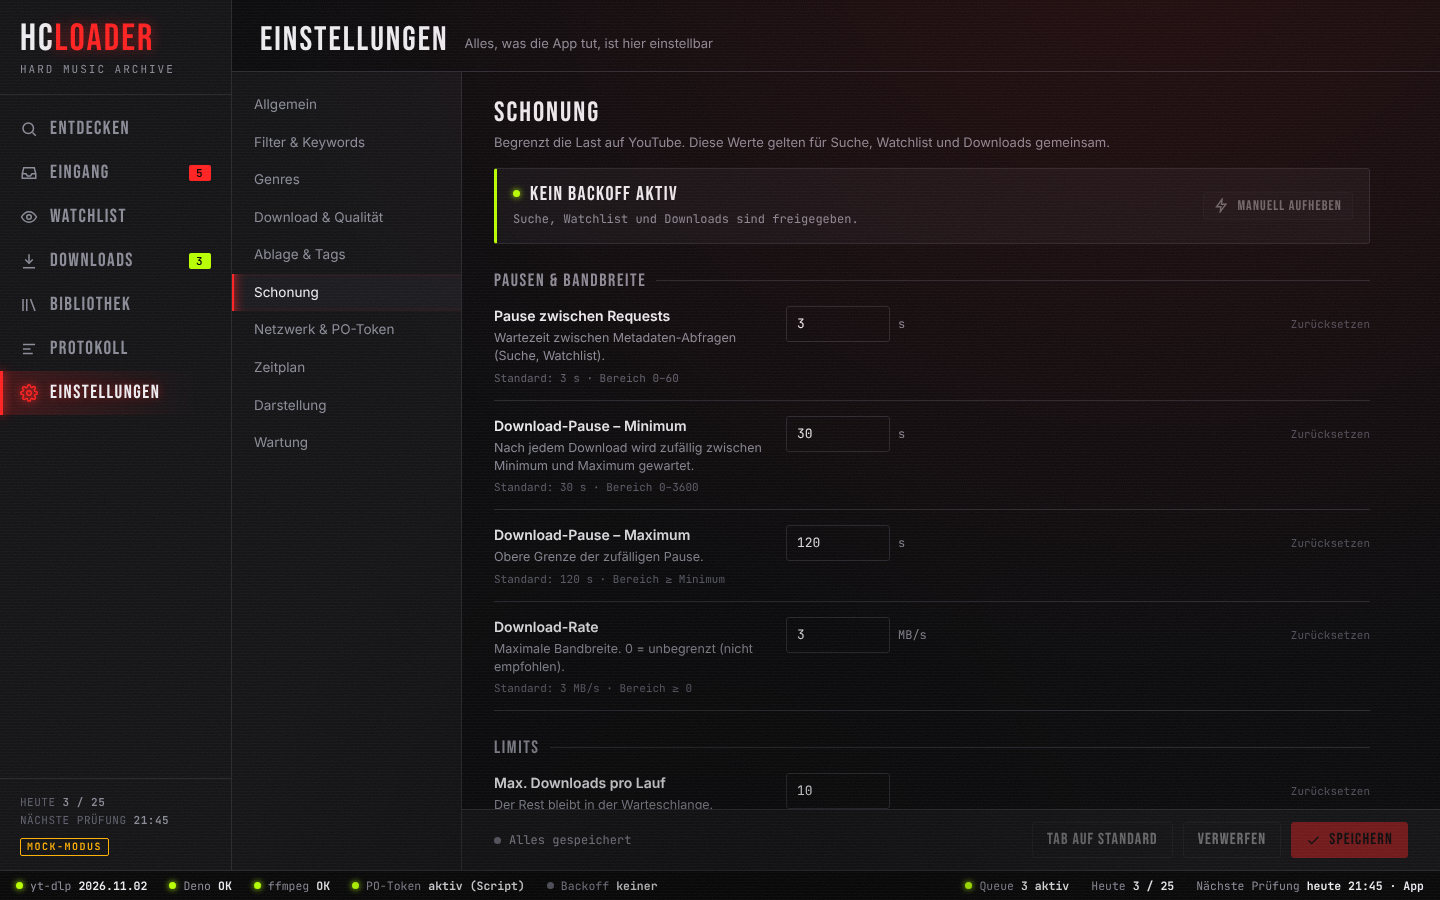 HCLOADER
HARD MUSIC ARCHIVE
ENTDECKEN
EINGANG 5
WATCHLIST
DOWNLOADS 3
BIBLIOTHEK
PROTOKOLL
EINSTELLUNGEN
HEUTE 3 / 25
NÄCHSTE PRÜFUNG 21:45
MOCK-MODUS
EINSTELLUNGEN Alles, was die App tut, ist hier einstellbar
Allgemein
Filter & Keywords
Genres
Download & Qualität
Ablage & Tags
Schonung
Netzwerk & PO-Token
Zeitplan
Darstellung
Wartung
SCHONUNG
Begrenzt die Last auf YouTube. Diese Werte gelten für Suche, Watchlist und Downloads gemeinsam.
KEIN BACKOFF AKTIV
Suche, Watchlist und Downloads sind freigegeben.
MANUELL AUFHEBEN
PAUSEN & BANDBREITE
Pause zwischen Requests
Wartezeit zwischen Metadaten-Abfragen
(Suche, Watchlist).
Standard: 3 s · Bereich 0–60
3 s
Zurücksetzen
Download-Pause – Minimum
Nach jedem Download wird zufällig zwischen
Minimum und Maximum gewartet.
Standard: 30 s · Bereich 0–3600
30 s
Zurücksetzen
Download-Pause – Maximum
Obere Grenze der zufälligen Pause.
Standard: 120 s · Bereich ≥ Minimum
120 s
Zurücksetzen
Download-Rate
Maximale Bandbreite. 0 = unbegrenzt (nicht
empfohlen).
Standard: 3 MB/s · Bereich ≥ 0
3 MB/s
Zurücksetzen
LIMITS
Max. Downloads pro Lauf
Der Rest bleibt in der Warteschlange.
10
Zurücksetzen
Alles gespeichert
TAB AUF STANDARD
VERWERFEN
SPEICHERN
yt-dlp 2026.11.02 Deno OK ffmpeg OK PO-Token aktiv (Script) Backoff keiner Queue 3 aktiv Heute 3 / 25 Nächste Prüfung heute 21:45 · App